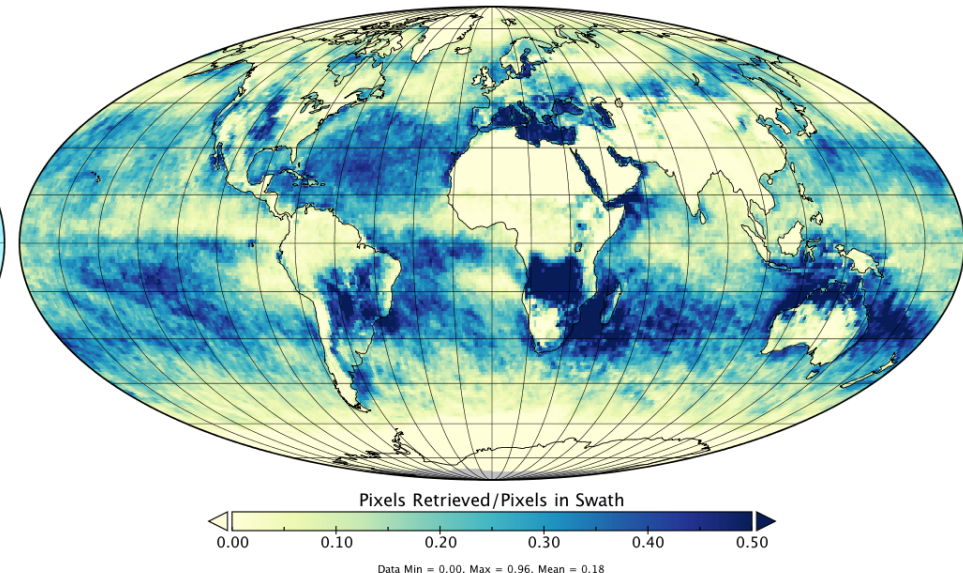 Pixels Retrieved/Pixels in Swath
0.00 0.10 0.20 0.30 0.40 0.50
Data Min = 0.00, Max = 0.96, Mean = 0.18